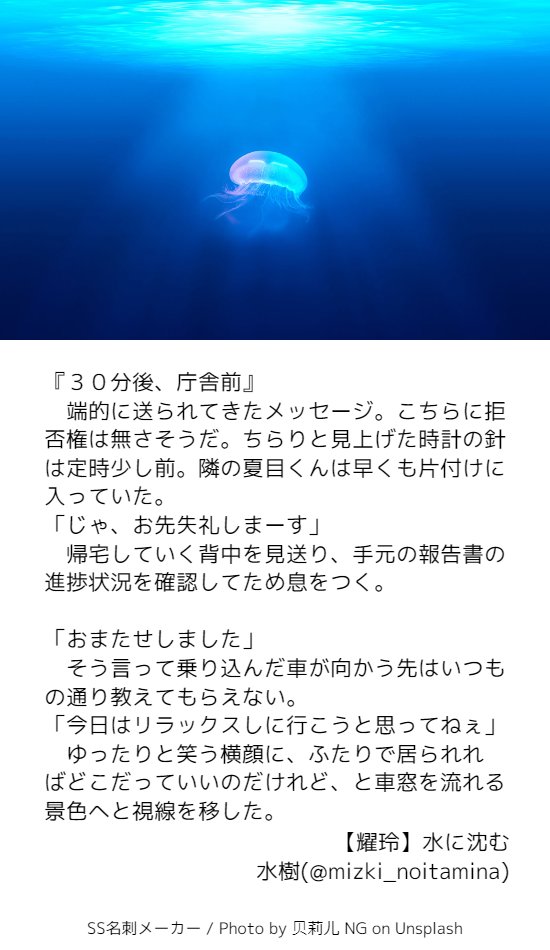 『３０分後、庁舎前』
　端的に送られてきたメッセージ。こちらに拒
否権は無さそうだ。ちらりと見上げた時計の針
は定時少し前。隣の夏目くんは早くも片付けに
入っていた。
「じゃ、お先失礼しまーす」
　帰宅していく背中を見送り、手元の報告書の
進捗状況を確認してため息をつく。
「おまたせしました」
　そう言って乗り込んだ車が向かう先はいつも
の通り教えてもらえない。
「今日はリラックスしに行こうと思ってねぇ」
　ゆったりと笑う横顔に、ふたりで居られれ
ばどこだっていいのだけれど、と車窓を流れる
景色へと視線を移した。
【耀玲】水に沈む
水樹(@mizki_noitamina)
SS名刺メーカー / Photo by 贝莉儿 NG on Unsplash